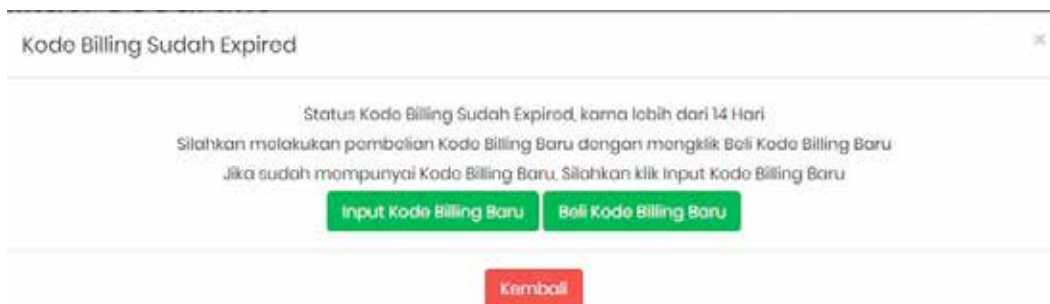 Kode Billing Sudah Expired
×
Status Kode Billing Sudah Expired, karna lebih dari 14 Hari
Silahkan melakukan pembelian Kode Billing Baru dengan mengklik Beli Kode Billing Baru
Jika sudah mempunyai Kode Billing Baru, Silahkan klik Input Kode Billing Baru
Input Kode Billing Baru Beli Kode Billing Baru
Kembali